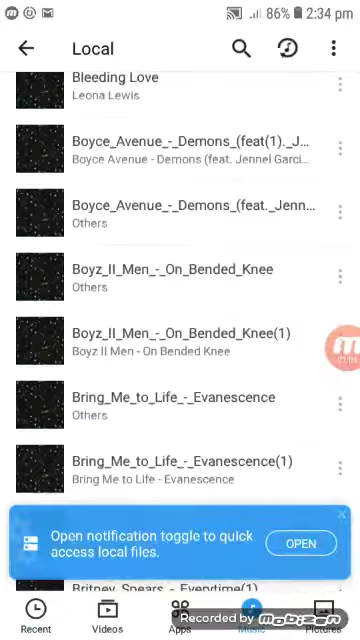 86% 2:34 pm
Local
Bleeding Love
Leona Lewis
Boyce_Avenue_-_Demons_(feat(1)._J...
Boyce Avenue - Demons (feat. Jennel Garci...
Boyce_Avenue_-_Demons_(feat._Jenn...
Others
Boyz_II_Men_-_On_Bended_Knee
Others
Boyz_II_Men_-_On_Bended_Knee(1)
Boyz II Men - On Bended Knee
Bring_Me_to_Life_-_Evanescence
Others
Bring_Me_to_Life_-_Evanescence(1)
Bring Me to Life - Evanescence
Open notification toggle to quick
access local files.
OPEN
Britney_Spears_-_Everytime(1)
Recent
Videos
Apps
Music
Pictures
Recorded by mobizen